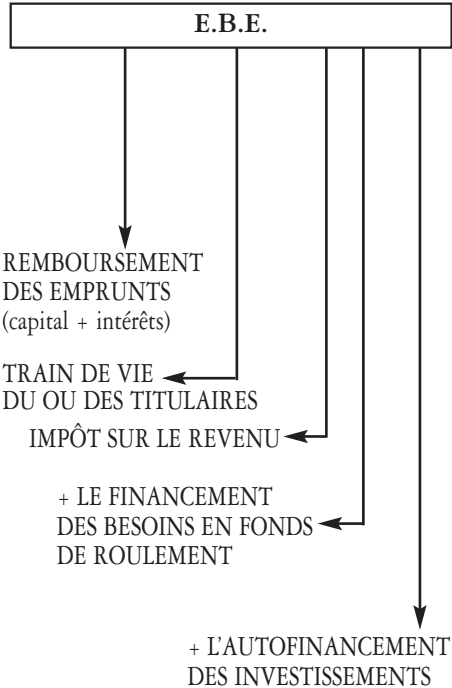 E.B.E.
REMBOURSEMENT
DES EMPRUNTS
(capital + intérêts)
TRAIN DE VIE
DU OU DES TITULAIRES
IMPÔT SUR LE REVENU
+ LE FINANCEMENT
DES BESOINS EN FONDS
DE ROULEMENT
+ L'AUTOFINANCEMENT
DES INVESTISSEMENTS